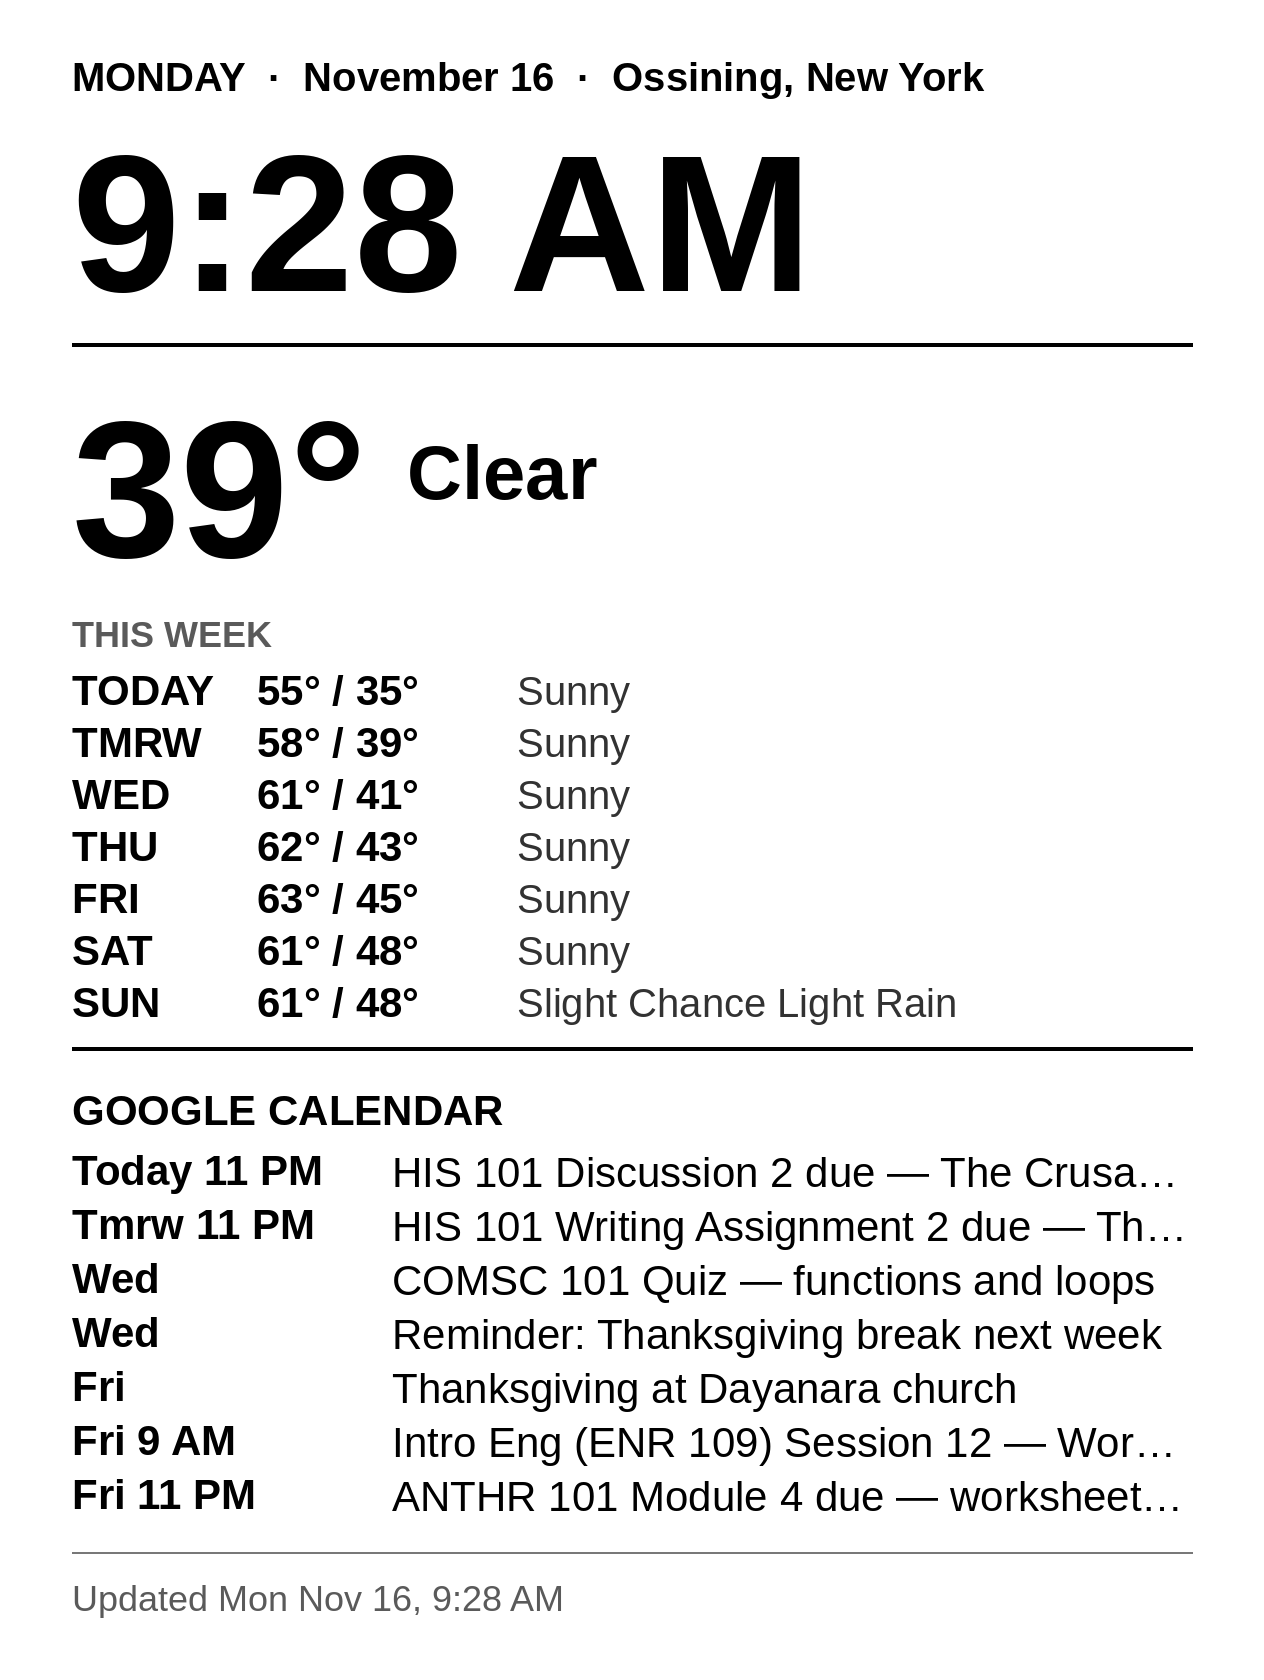 MONDAY · November 16 · Ossining, New York
9:28 AM
39° Clear
THIS WEEK
TODAY 55° / 35° Sunny
TMRW 58° / 39° Sunny
WED 61° / 41° Sunny
THU 62° / 43° Sunny
FRI 63° / 45° Sunny
SAT 61° / 48° Sunny
SUN 61° / 48° Slight Chance Light Rain
GOOGLE CALENDAR
Today 11 PM HIS 101 Discussion 2 due — The Crusa…
Tmrw 11 PM HIS 101 Writing Assignment 2 due — Th…
Wed COMSC 101 Quiz — functions and loops
Wed Reminder: Thanksgiving break next week
Fri Thanksgiving at Dayanara church
Fri 9 AM Intro Eng (ENR 109) Session 12 — Wor…
Fri 11 PM ANTHR 101 Module 4 due — worksheet…
Updated Mon Nov 16, 9:28 AM